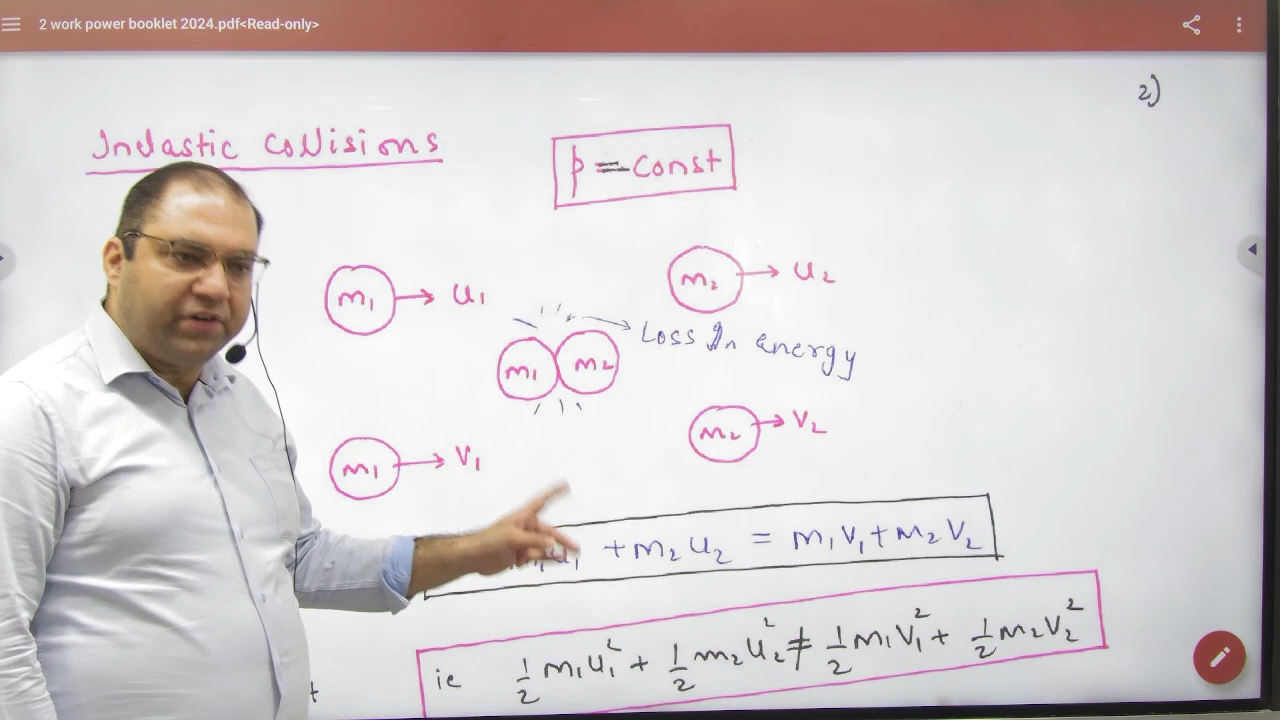 2 work power booklet 2024.pdf<Read-only>
2)
Inelastic Collisions
p = const
m₁ → u₁
m₂ → u₂
Loss In energy
m₁ m₂
m₂ → v₂
m₁ → v₁
m₁u₁ + m₂u₂ = m₁v₁ + m₂v₂
ie ½ m₁u₁² + ½ m₂u₂² ≠ ½ m₁v₁² + ½ m₂v₂²